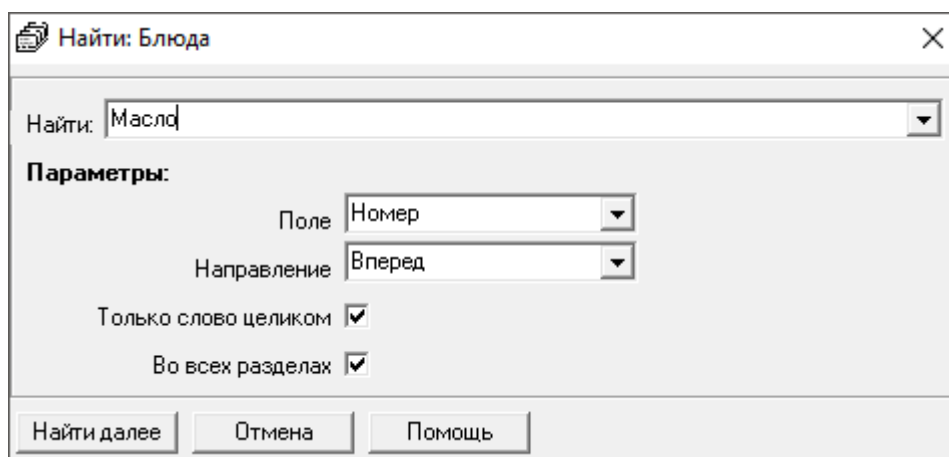 Найти: Блюда
Найти: Масло
Параметры:
Поле Номер
Направление Вперед
Только слово целиком
Во всех разделах
Найти далее Отмена Помощь